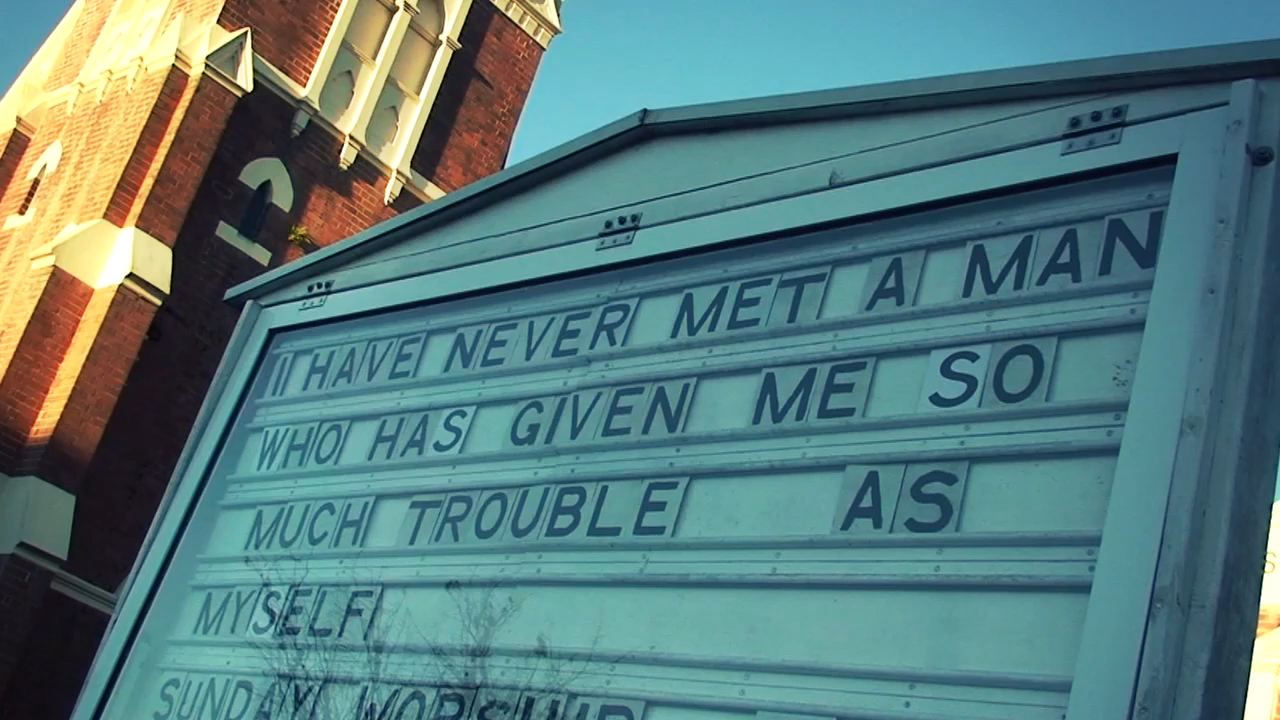 I HAVE NEVER MET A MAN
WHO HAS GIVEN ME SO
MUCH TROUBLE AS
MYSELF
SUNDAY WORSHIP